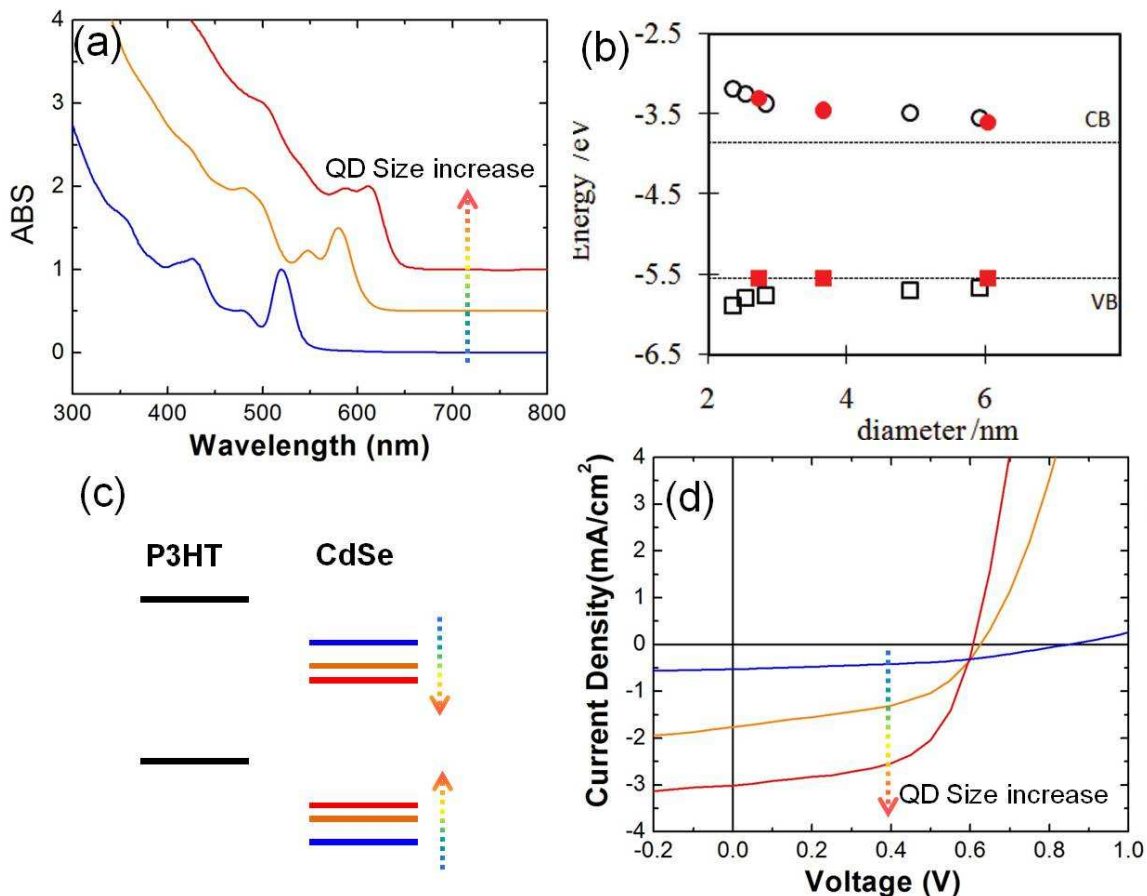 (a)
4
3
2
1
0
ABS
QD Size increase
300 400 500 600 700 800
Wavelength (nm)
(b)
-2.5
-3.5
-4.5
-5.5
-6.5
Energy /ev
CB
VB
2 4 6
diameter /nm
(c)
P3HT CdSe
(d)
4
3
2
1
0
-1
-2
-3
-4
Current Density(mA/cm²)
QD Size increase
-0.2 0.0 0.2 0.4 0.6 0.8 1.0
Voltage (V)